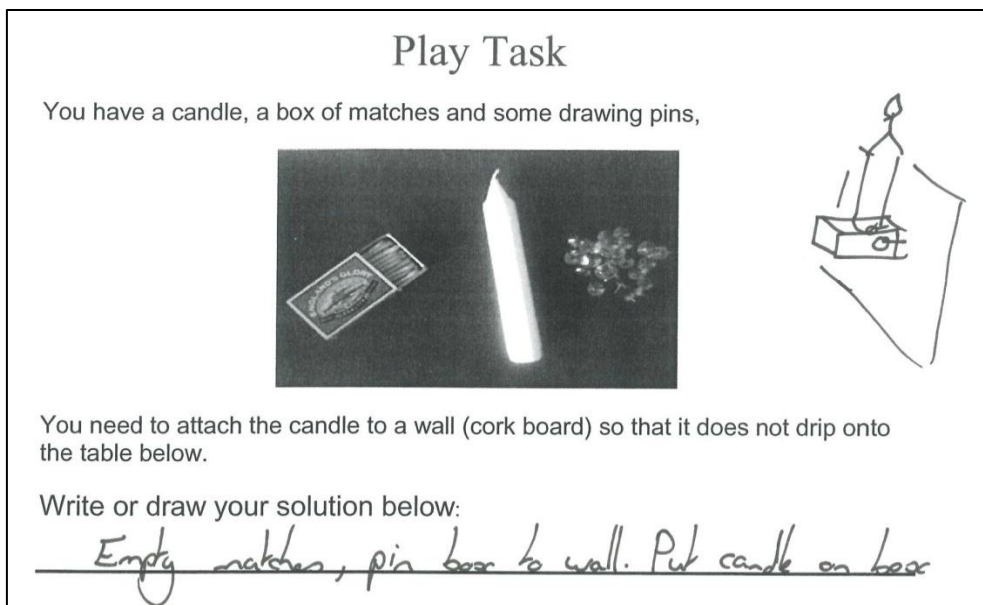 Play Task
You have a candle, a box of matches and some drawing pins,
ENGLAND'S GLORY
You need to attach the candle to a wall (cork board) so that it does not drip onto
the table below.
Write or draw your solution below:
Empty matches, pin box to wall. Put candle on box